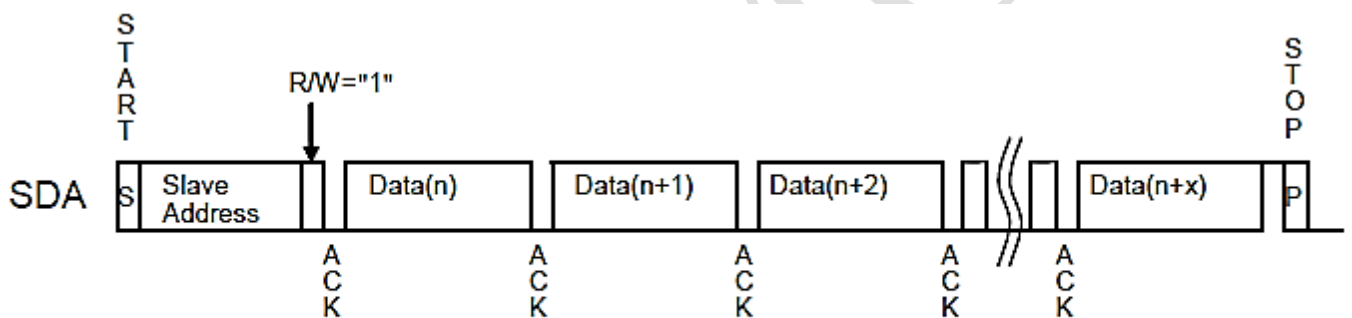 START
STOP
R/W="1"
SDA
S
Slave
Address
Data(n)
Data(n+1)
Data(n+2)
Data(n+x)
P
ACK
ACK
ACK
ACK
ACK